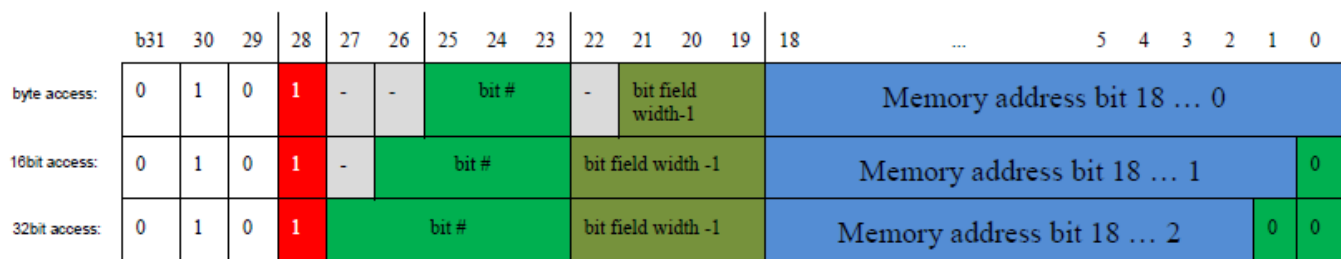 b31 30 29 28 27 26 25 24 23 22 21 20 19 18 ... 5 4 3 2 1 0
byte access: 0 1 0 1 - - bit # - bit field width-1 Memory address bit 18 ... 0
16bit access: 0 1 0 1 - bit # bit field width -1 Memory address bit 18 ... 1 0
32bit access: 0 1 0 1 bit # bit field width -1 Memory address bit 18 ... 2 0 0